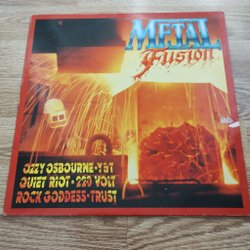 METAL
Fusion
OZZY OSBOURNE·Y&T
QUIET RIOT·220 VOLT
ROCK GODDESS·TRUST